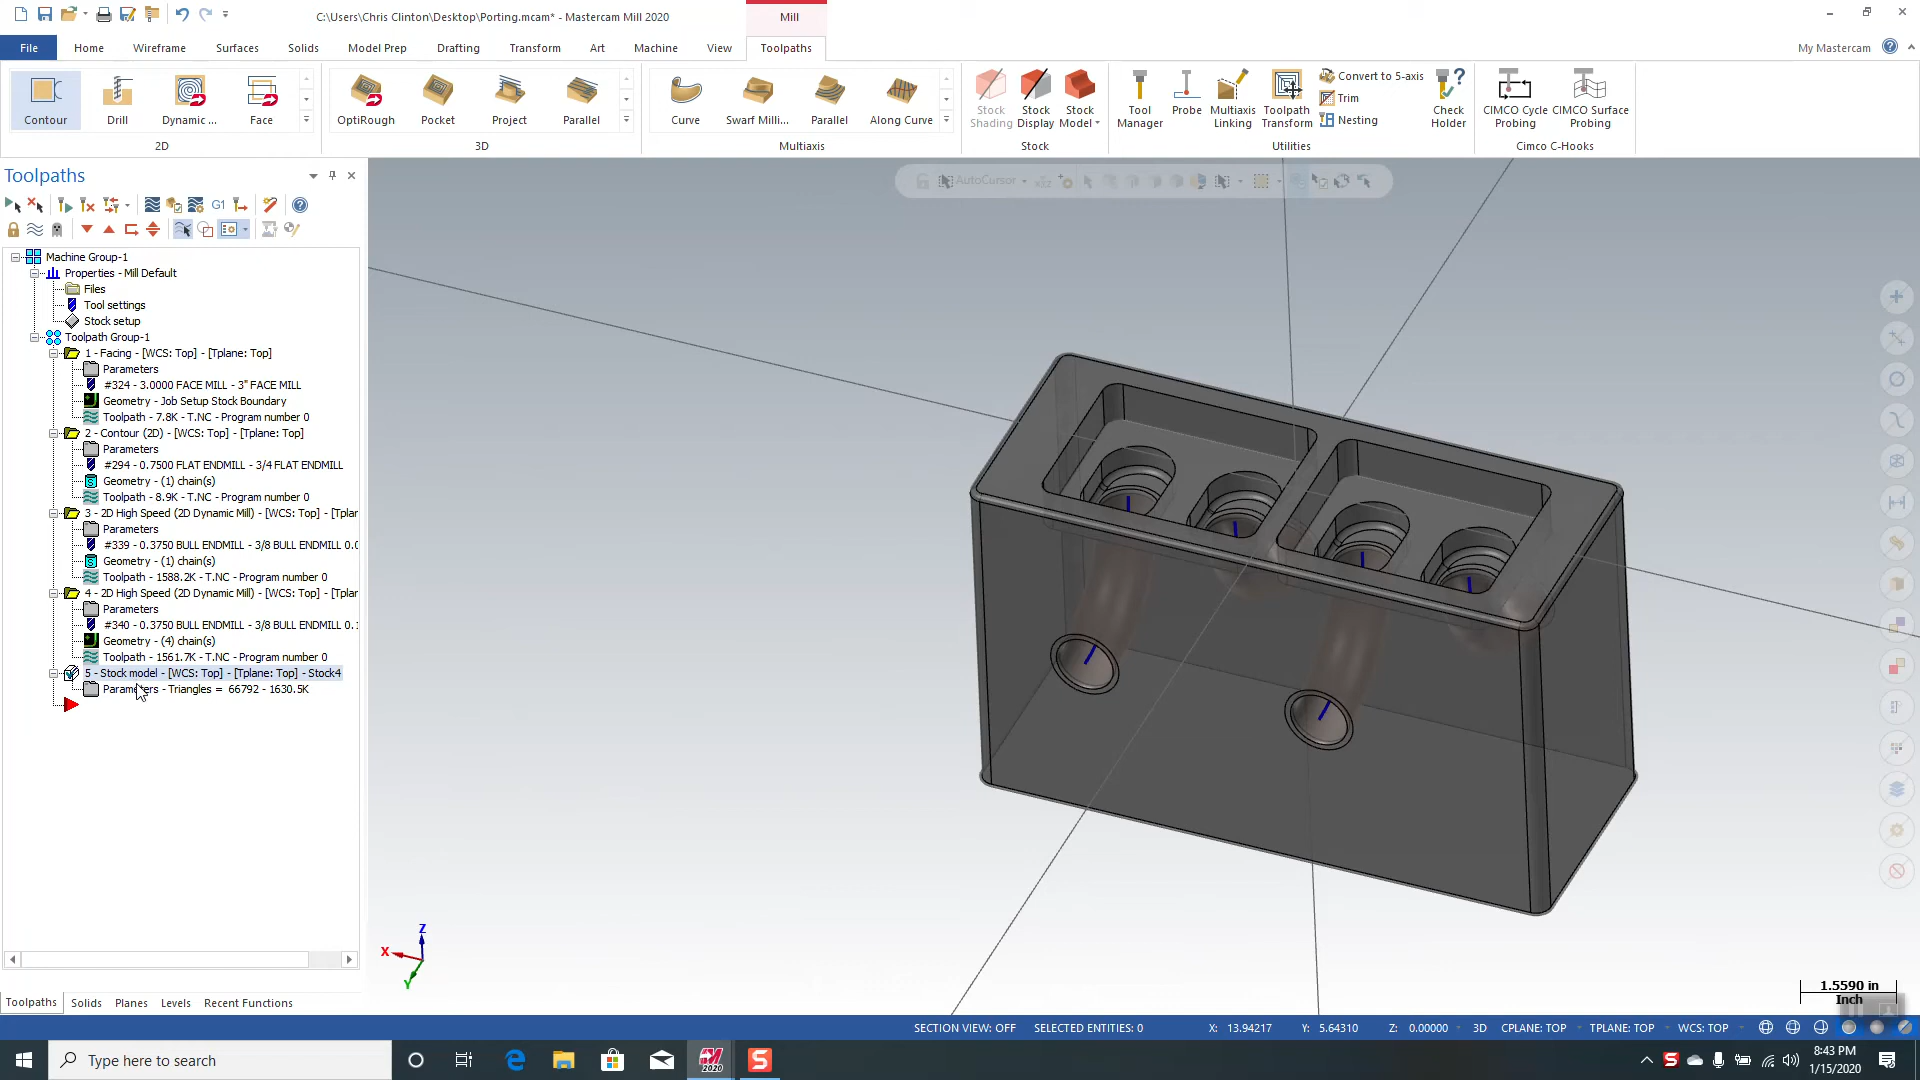 C:\Users\Chris Clinton\Desktop\Porting.mcam* - Mastercam Mill 2020
Mill
File
Home
Wireframe
Surfaces
Solids
Model Prep
Drafting
Transform
Art
Machine
View
Toolpaths
My Mastercam
Contour
Drill
Dynamic ...
Face
2D
OptiRough
Pocket
Project
Parallel
3D
Curve
Swarf Milli...
Parallel
Along Curve
Multiaxis
Stock Shading
Stock Display
Stock Model
Stock
Tool Manager
Probe
Multiaxis Linking
Toolpath Transform
Convert to 5-axis
Trim
Nesting
Check Holder
Utilities
CIMCO Cycle Probing
CIMCO Surface Probing
Cimco C-Hooks
Toolpaths
G1
AutoCursor
Machine Group-1
Properties - Mill Default
Files
Tool settings
Stock setup
Toolpath Group-1
1 - Facing - [WCS: Top] - [Tplane: Top]
Parameters
#324 - 3.0000 FACE MILL - 3" FACE MILL
Geometry - Job Setup Stock Boundary
Toolpath - 7.8K - T.NC - Program number 0
2 - Contour (2D) - [WCS: Top] - [Tplane: Top]
Parameters
#294 - 0.7500 FLAT ENDMILL - 3/4 FLAT ENDMILL
Geometry - (1) chain(s)
Toolpath - 8.9K - T.NC - Program number 0
3 - 2D High Speed (2D Dynamic Mill) - [WCS: Top] - [Tplar
Parameters
#339 - 0.3750 BULL ENDMILL - 3/8 BULL ENDMILL 0.0
Geometry - (1) chain(s)
Toolpath - 1588.2K - T.NC - Program number 0
4 - 2D High Speed (2D Dynamic Mill) - [WCS: Top] - [Tplar
Parameters
#340 - 0.3750 BULL ENDMILL - 3/8 BULL ENDMILL 0.1
Geometry - (4) chain(s)
Toolpath - 1561.7K - T.NC - Program number 0
5 - Stock model - [WCS: Top] - [Tplane: Top] - Stock4
Parameters - Triangles = 66792 - 1630.5K
Z
X
Y
1.5590 in
Inch
Toolpaths
Solids
Planes
Levels
Recent Functions
SECTION VIEW: OFF
SELECTED ENTITIES: 0
X: 13.94217
Y: 5.64310
Z: 0.00000
3D
CPLANE: TOP
TPLANE: TOP
WCS: TOP
Type here to search
2020
8:43 PM
1/15/2020